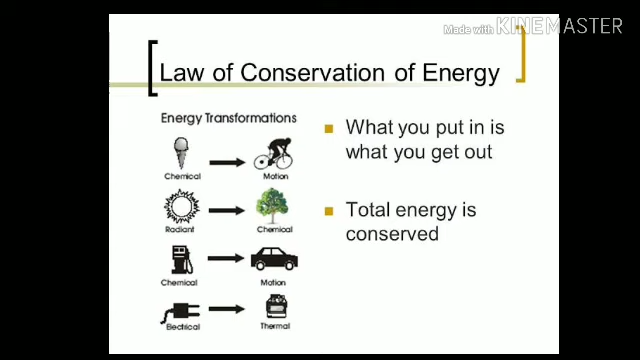 Made with KINEMASTER
Law of Conservation of Energy
Energy Transformations
Chemical
Motion
Radiant
Chemical
Chemical
Motion
Electrical
Thermal
What you put in is
what you get out
Total energy is
conserved